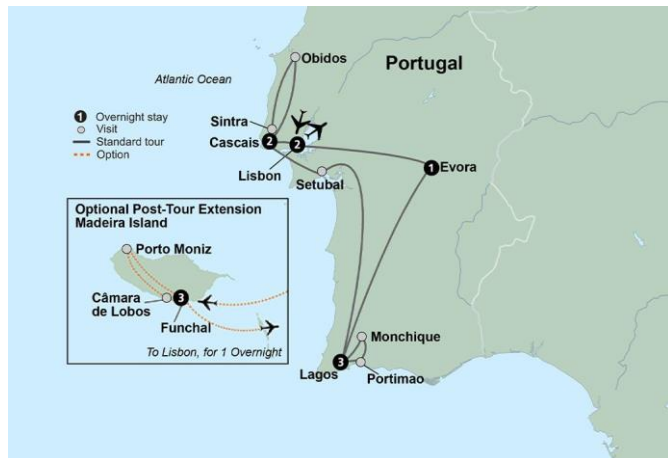 Obidos
Portugal
Atlantic Ocean
1 Overnight stay
Visit
Standard tour
Option
Sintra
Cascais
2
2
Lisbon
Setubal
1
Evora
Optional Post-Tour Extension
Madeira Island
Porto Moniz
Câmara
de Lobos
3
Funchal
To Lisbon, for 1 Overnight
Monchique
3
Lagos
Portimao